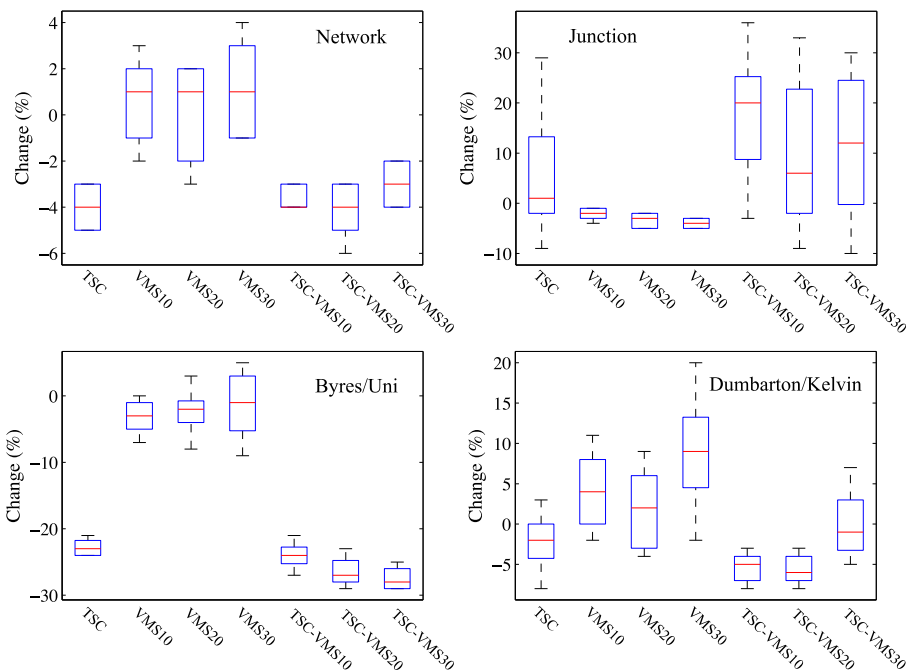 Network
Change (%)
4
2
0
−2
−4
−6
TSC
VMS10
VMS20
VMS30
TSC-VMS10
TSC-VMS20
TSC-VMS30
Junction
Change (%)
30
20
10
0
−10
TSC
VMS10
VMS20
VMS30
TSC-VMS10
TSC-VMS20
TSC-VMS30
Byres/Uni
Change (%)
0
−10
−20
−30
TSC
VMS10
VMS20
VMS30
TSC-VMS10
TSC-VMS20
TSC-VMS30
Dumbarton/Kelvin
Change (%)
20
15
10
5
0
−5
TSC
VMS10
VMS20
VMS30
TSC-VMS10
TSC-VMS20
TSC-VMS30